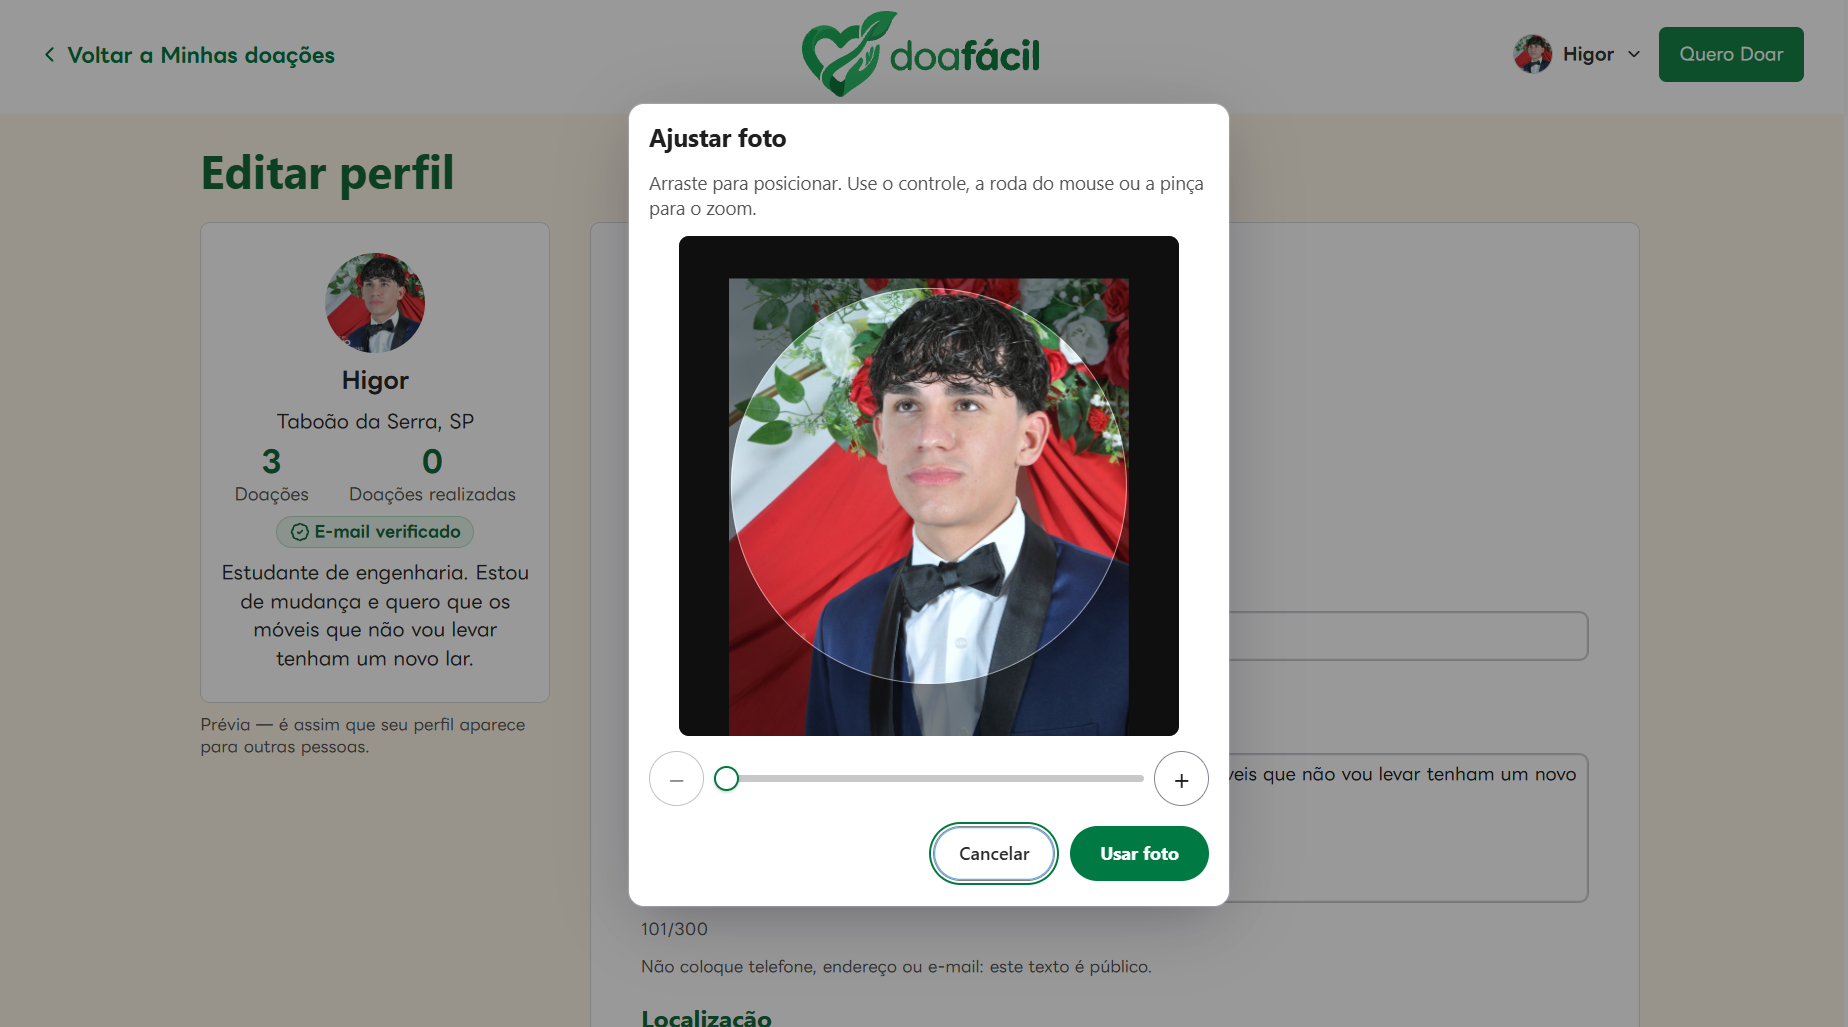 Voltar a Minhas doações
doafácil
Higor
Quero Doar
Editar perfil
Higor
Taboão da Serra, SP
3
0
Doações
Doações realizadas
E-mail verificado
Estudante de engenharia. Estou
de mudança e quero que os
móveis que não vou levar
tenham um novo lar.
Prévia — é assim que seu perfil aparece
para outras pessoas.
Ajustar foto
Arraste para posicionar. Use o controle, a roda do mouse ou a pinça
para o zoom.
−
+
Cancelar
Usar foto
veis que não vou levar tenham um novo
101/300
Não coloque telefone, endereço ou e-mail: este texto é público.
Localização